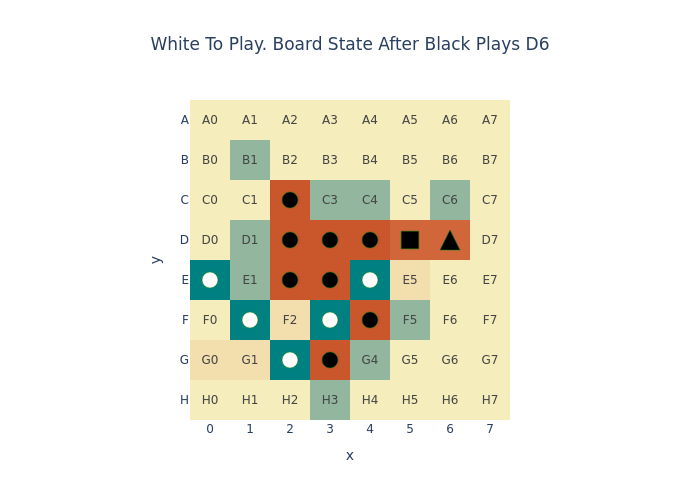 White To Play. Board State After Black Plays D6
A A0 A1 A2 A3 A4 A5 A6 A7
B B0 B1 B2 B3 B4 B5 B6 B7
C C0 C1 C3 C4 C5 C6 C7
D D0 D1 D7
E E1 E5 E6 E7
F F0 F2 F5 F6 F7
G G0 G1 G4 G5 G6 G7
H H0 H1 H2 H3 H4 H5 H6 H7
0 1 2 3 4 5 6 7
x
y